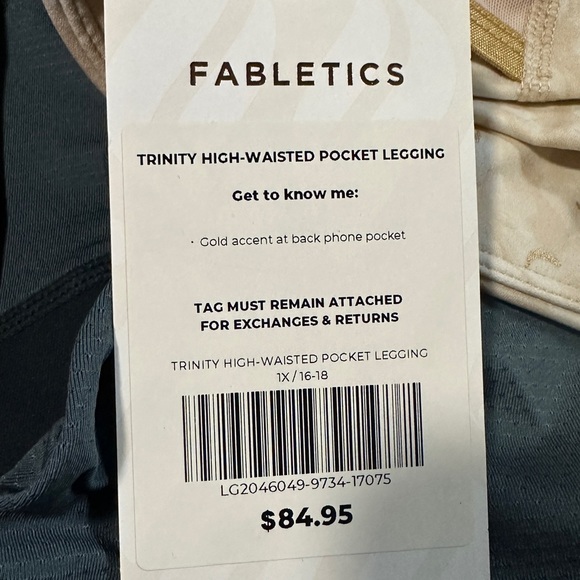 FABLETICS
TRINITY HIGH-WAISTED POCKET LEGGING
Get to know me:
· Gold accent at back phone pocket
TAG MUST REMAIN ATTACHED
FOR EXCHANGES & RETURNS
TRINITY HIGH-WAISTED POCKET LEGGING
1X / 16-18
LG2046049-9734-17075
$84.95